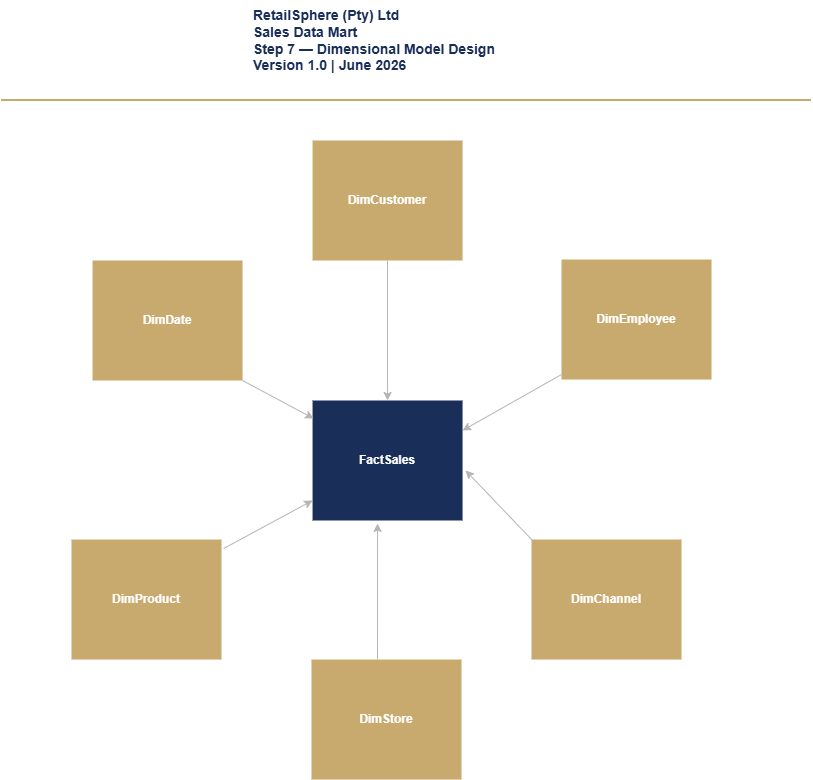 RetailSphere (Pty) Ltd
Sales Data Mart
Step 7 — Dimensional Model Design
Version 1.0 | June 2026
DimCustomer
DimDate
DimEmployee
FactSales
DimProduct
DimChannel
DimStore